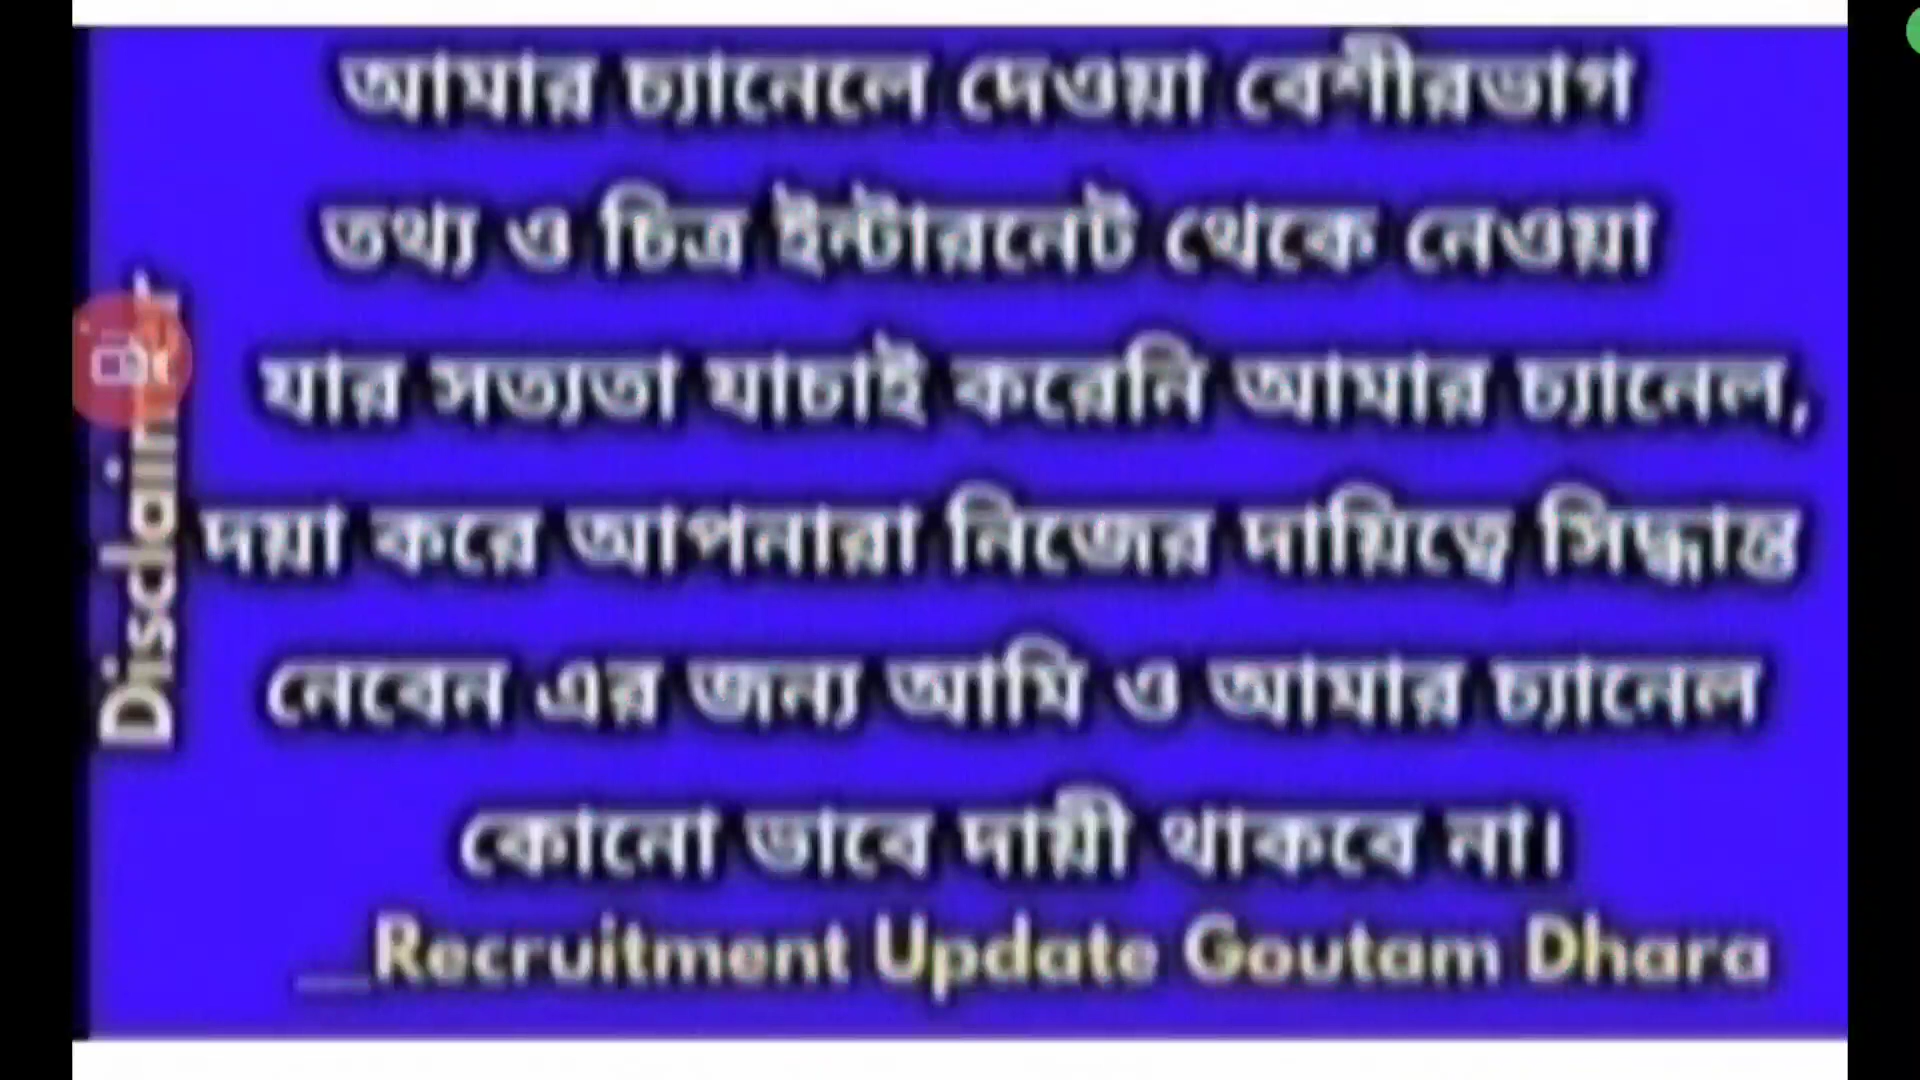 আমার চ্যানেলে দেওয়া বেশীরভাগ
তথ্য ও চিত্র ইন্টারনেট থেকে নেওয়া
যার সত্যতা যাচাই করেনি আমার চ্যানেল,
দয়া করে আপনারা নিজের দায়িত্বে সিদ্ধান্ত
নেবেন এর জন্য আমি ও আমার চ্যানেল
কোনো ভাবে দায়ী থাকবে না।
__Recruitment Update Goutam Dhara
Disclaimer